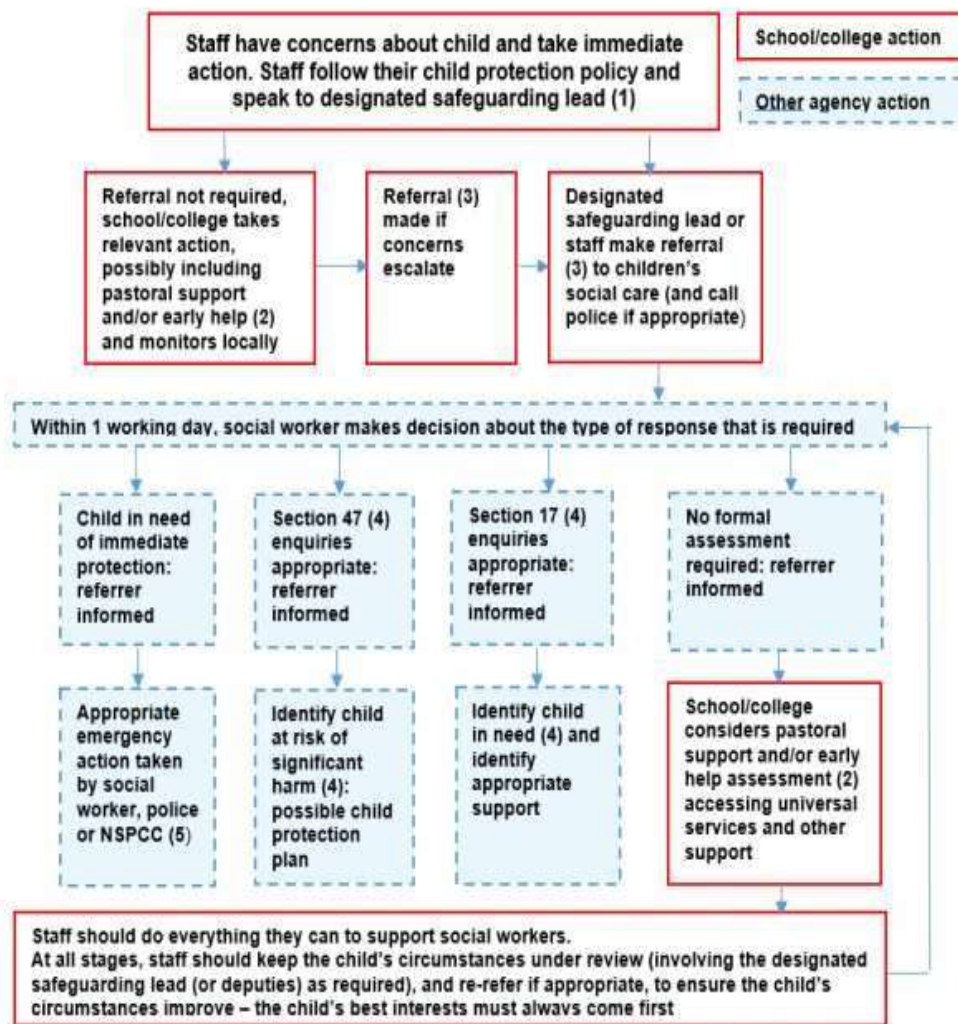 Staff have concerns about child and take immediate
action. Staff follow their child protection policy and
speak to designated safeguarding lead (1)
School/college action
Other agency action
Referral not required,
school/college takes
relevant action,
possibly including
pastoral support
and/or early help (2)
and monitors locally
Referral (3)
made if
concerns
escalate
Designated
safeguarding lead or
staff make referral
(3) to children's
social care (and call
police if appropriate)
Within 1 working day, social worker makes decision about the type of response that is required
Child in need
of immediate
protection:
referrer
informed
Section 47 (4)
enquiries
appropriate:
referrer
informed
Section 17 (4)
enquiries
appropriate:
referrer
informed
No formal
assessment
required: referrer
informed
Appropriate
emergency
action taken
by social
worker, police
or NSPCC (5)
Identify child
at risk of
significant
harm (4):
possible child
protection
plan
Identify child
in need (4) and
identify
appropriate
support
School/college
considers pastoral
support and/or early
help assessment (2)
accessing universal
services and other
support
Staff should do everything they can to support social workers.
At all stages, staff should keep the child's circumstances under review (involving the designated
safeguarding lead (or deputies) as required), and re-refer if appropriate, to ensure the child's
circumstances improve – the child's best interests must always come first